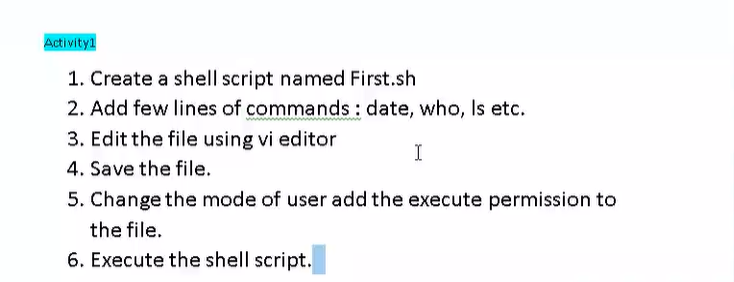 Activity1
1. Create a shell script named First.sh
2. Add few lines of commands : date, who, ls etc.
3. Edit the file using vi editor
4. Save the file.
5. Change the mode of user add the execute permission to
the file.
6. Execute the shell script.